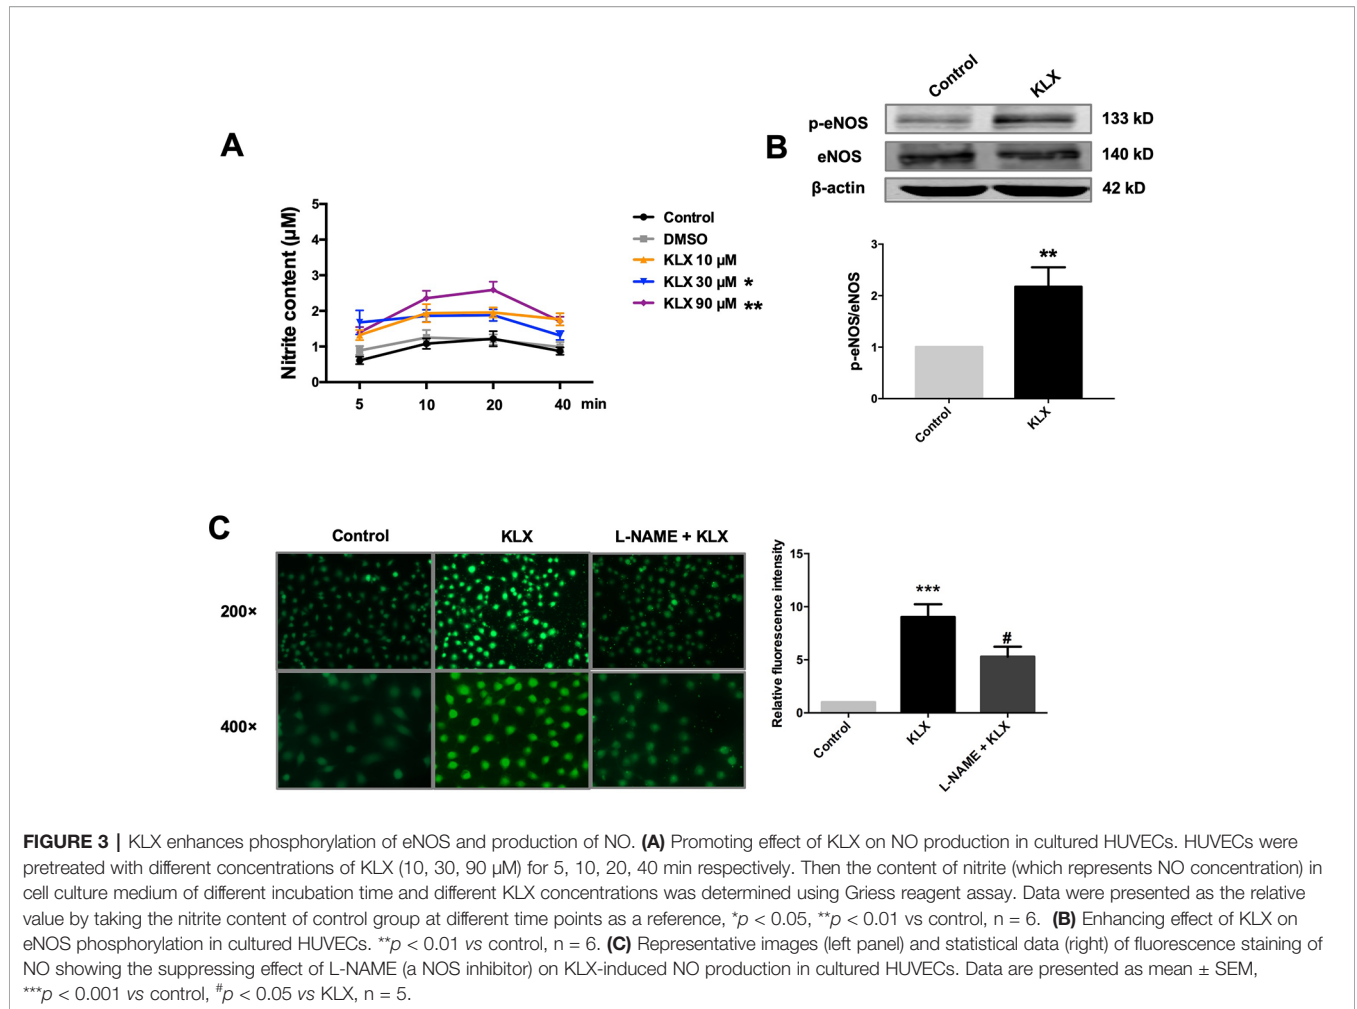 A
Nitrite content (μM)
5
4
3
2
1
0
5 10 20 40 min
Control
DMSO
KLX 10 μM
KLX 30 μM *
KLX 90 μM **
B
Control KLX
p-eNOS 133 kD
eNOS 140 kD
β-actin 42 kD
p-eNOS/eNOS
3
2
1
0
**
Control KLX
C
Control KLX L-NAME + KLX
200×
400×
Relative fluorescence intensity
15
10
5
0
***
#
Control KLX L-NAME + KLX
FIGURE 3 | KLX enhances phosphorylation of eNOS and production of NO. (A) Promoting effect of KLX on NO production in cultured HUVECs. HUVECs were
pretreated with different concentrations of KLX (10, 30, 90 μM) for 5, 10, 20, 40 min respectively. Then the content of nitrite (which represents NO concentration) in
cell culture medium of different incubation time and different KLX concentrations was determined using Griess reagent assay. Data were presented as the relative
value by taking the nitrite content of control group at different time points as a reference, *p < 0.05, **p < 0.01 vs control, n = 6. (B) Enhancing effect of KLX on
eNOS phosphorylation in cultured HUVECs. **p < 0.01 vs control, n = 6. (C) Representative images (left panel) and statistical data (right) of fluorescence staining of
NO showing the suppressing effect of L-NAME (a NOS inhibitor) on KLX-induced NO production in cultured HUVECs. Data are presented as mean ± SEM,
***p < 0.001 vs control, #p < 0.05 vs KLX, n = 5.